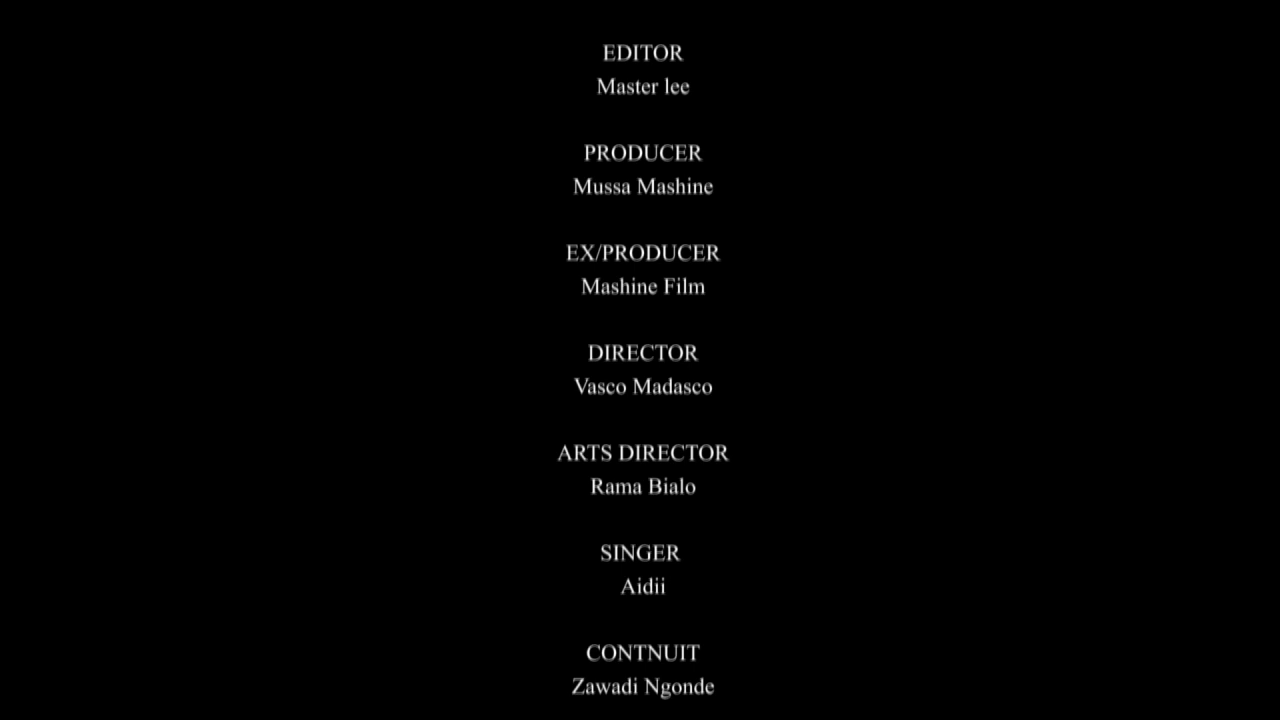 EDITOR
Master lee
PRODUCER
Mussa Mashine
EX/PRODUCER
Mashine Film
DIRECTOR
Vasco Madasco
ARTS DIRECTOR
Rama Bialo
SINGER
Aidii
CONTNUIT
Zawadi Ngonde